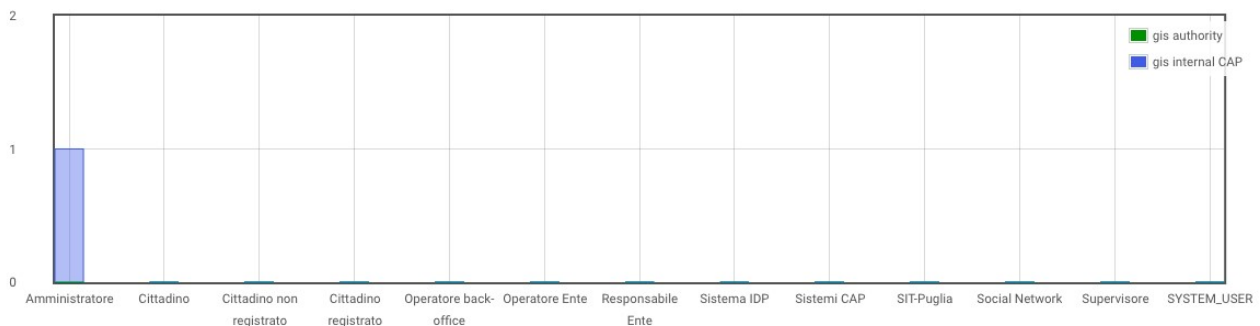 2
gis authority
gis internal CAP
1
0
Amministratore
Cittadino
Cittadino non
registrato
Cittadino
registrato
Operatore back-
office
Operatore Ente
Responsabile
Ente
Sistema IDP
Sistemi CAP
SIT-Puglia
Social Network
Supervisore
SYSTEM_USER